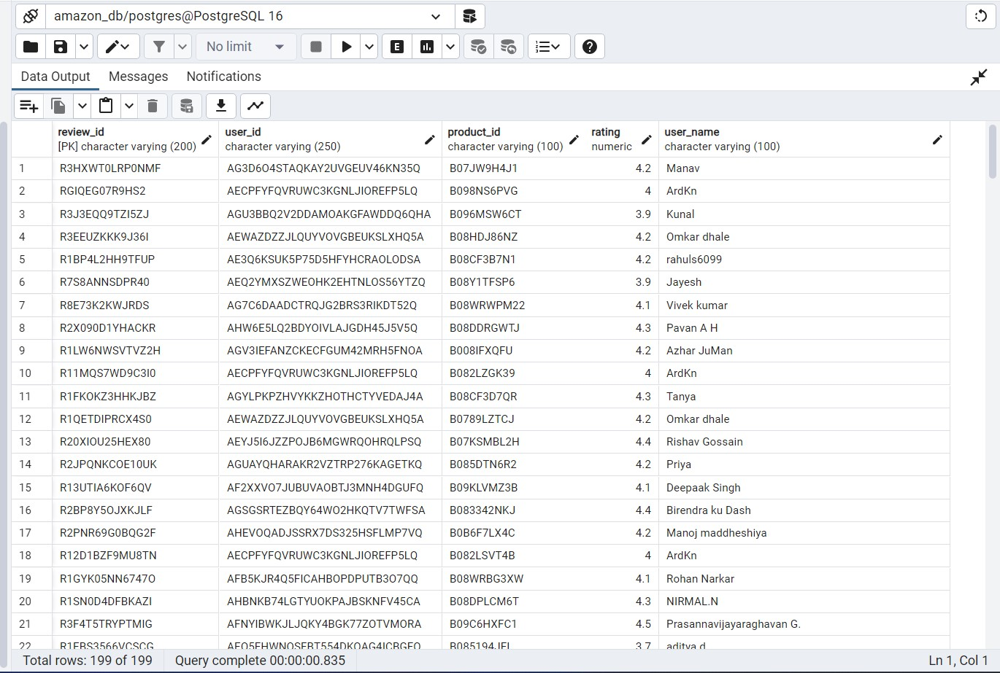 amazon_db/postgres@PostgreSQL 16
No limit
E
Data Output Messages Notifications
review_id user_id product_id rating user_name
[PK] character varying (200) character varying (250) character varying (100) numeric character varying (100)
1 R3HXWT0LRP0NMF AG3D6O4STAQKAY2UVGEUV46KN35Q B07JW9H4J1 4.2 Manav
2 RGIQEG07R9HS2 AECPFYFQVRUWC3KGNLJIOREFP5LQ B098NS6PVG 4 ArdKn
3 R3J3EQQ9TZI5ZJ AGU3BBQ2V2DDAMOAKGFAWDDQ6QHA B096MSW6CT 3.9 Kunal
4 R3EEUZKKK9J36I AEWAZDZZJLQUYVOVGBEUKSLXHQ5A B08HDJ86NZ 4.2 Omkar dhale
5 R1BP4L2HH9TFUP AE3Q6KSUK5P75D5HFYHCRAOLODSA B08CF3B7N1 4.2 rahuls6099
6 R7S8ANNSDPR40 AEQ2YMXSZWEOHK2EHTNLOS56YTZQ B08Y1TFSP6 3.9 Jayesh
7 R8E73K2KWJRDS AG7C6DAADCTRQJG2BRS3RIKDT52Q B08WRWPM22 4.1 Vivek kumar
8 R2X090D1YHACKR AHW6E5LQ2BDYOIVLAJGDH45J5V5Q B08DDRGWTJ 4.3 Pavan A H
9 R1LW6NWSVTVZ2H AGV3IEFANZCKECFGUM42MRH5FNOA B008IFXQFU 4.2 Azhar JuMan
10 R11MQS7WD9C3I0 AECPFYFQVRUWC3KGNLJIOREFP5LQ B082LZGK39 4 ArdKn
11 R1FKOKZ3HHKJBZ AGYLPKPZHVYKKZHOTHCTYVEDAJ4A B08CF3D7QR 4.3 Tanya
12 R1QETDIPRCX4S0 AEWAZDZZJLQUYVOVGBEUKSLXHQ5A B0789LZTCJ 4.2 Omkar dhale
13 R20XIOU25HEX80 AEYJ5I6JZZPOJB6MGWRQOHRQLPSQ B07KSMBL2H 4.4 Rishav Gossain
14 R2JPQNKCOE10UK AGUAYQHARAKR2VZTRP276KAGETKQ B085DTN6R2 4.2 Priya
15 R13UTIA6KOF6QV AF2XXVO7JUBUVAOBTJ3MNH4DGUFQ B09KLVMZ3B 4.1 Deepaak Singh
16 R2BP8Y5OJXKJLF AGSGSRTEZBQY64WO2HKQTV7TWFSA B083342NKJ 4.4 Birendra ku Dash
17 R2PNR69G0BQG2F AHEVOQADJSSRX7DS325HSFLMP7VQ B0B6F7LX4C 4.2 Manoj maddheshiya
18 R12D1BZF9MU8TN AECPFYFQVRUWC3KGNLJIOREFP5LQ B082LSVT4B 4 ArdKn
19 R1GYK05NN6747O AFB5KJR4Q5FICAHBOPDPUTB3O7QQ B08WRBG3XW 4.1 Rohan Narkar
20 R1SN0D4DFBKAZI AHBNKB74LGTYUOKPAJBSKNFV45CA B08DPLCM6T 4.3 NIRMAL.N
21 R3F4T5TRYPTMIG AFNYIBWKJLJQKY4BGK77ZOTVMORA B09C6HXFC1 4.5 Prasannavijayaraghavan G.
22 3.7 aditya d
Total rows: 199 of 199 Query complete 00:00:00.835 Ln 1, Col 1